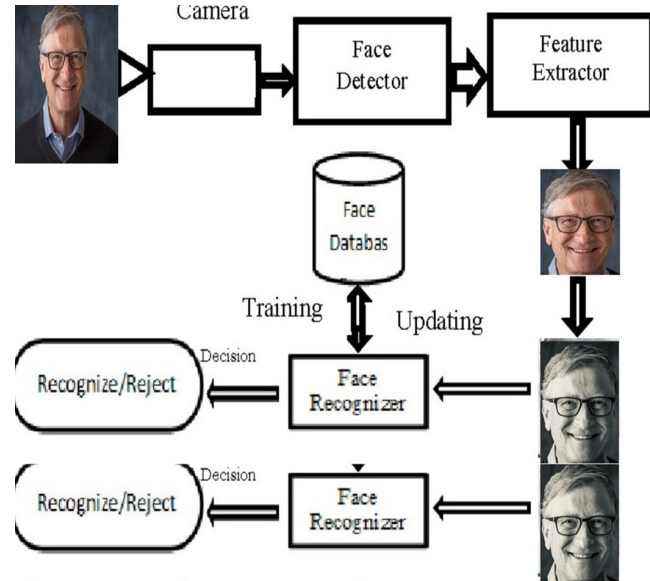 Camera
Face
Detector
Feature
Extractor
Face
Databas
Training
Updating
Recognize/Reject
Decision
Face
Recognizer
Recognize/Reject
Decision
Face
Recognizer